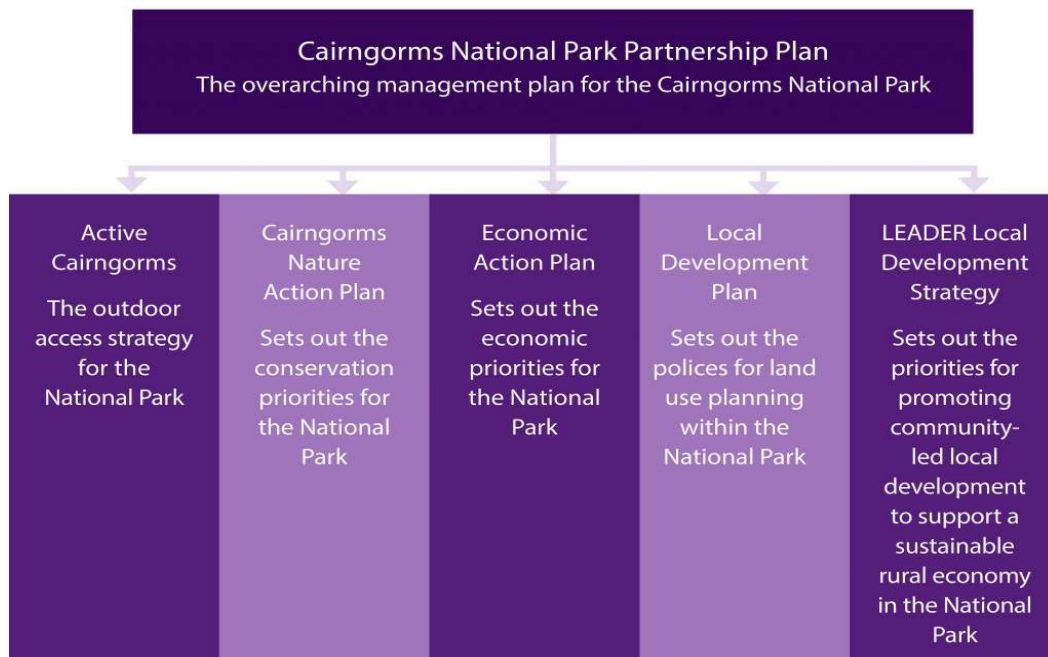 Cairngorms National Park Partnership Plan
The overarching management plan for the Cairngorms National Park
Active
Cairngorms
The outdoor
access strategy
for the
National Park
Cairngorms
Nature
Action Plan
Sets out the
conservation
priorities for
the National
Park
Economic
Action Plan
Sets out the
economic
priorities for
the National
Park
Local
Development
Plan
Sets out the
polices for land
use planning
within the
National Park
LEADER Local
Development
Strategy
Sets out the
priorities for
promoting
community-
led local
development
to support a
sustainable
rural economy
in the National
Park